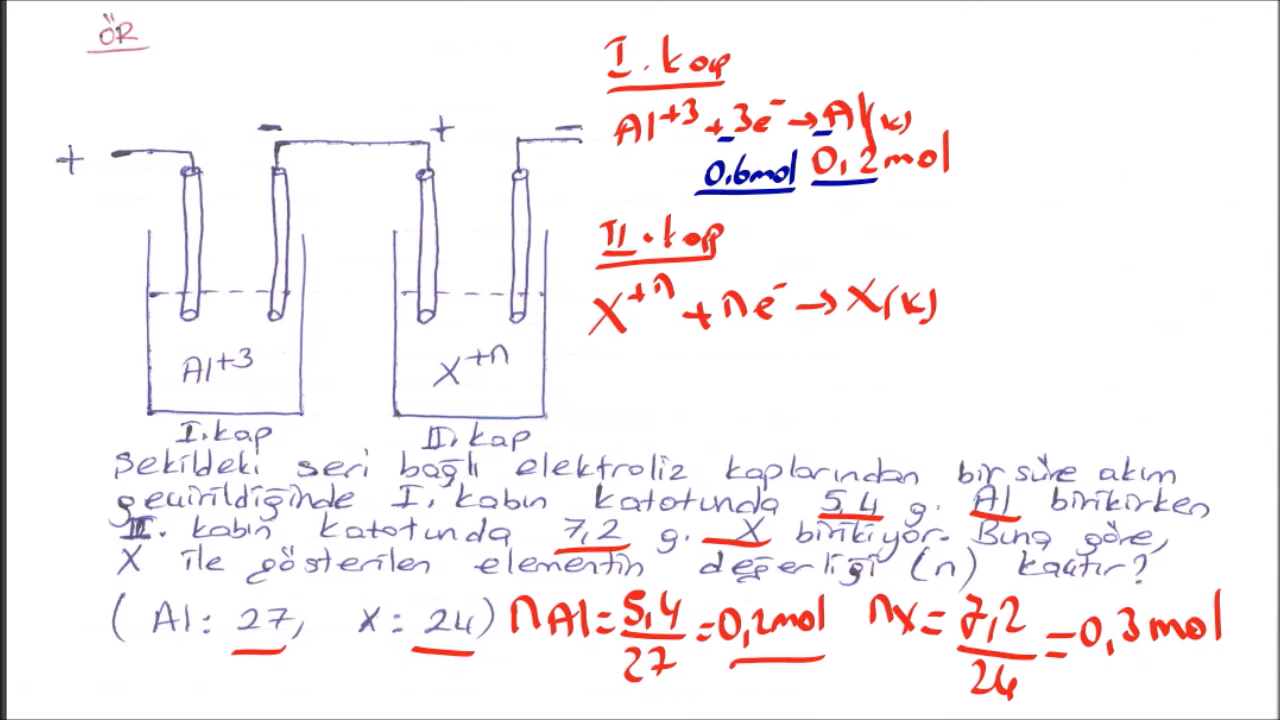 ÖR
I. kap
Al+3 + 3e- → Al(k)
0,6mol 0,2mol
II. kap
X+n + ne- → X(k)
+ - + -
Al+3 X+n
I. kap II. kap
Şekildeki seri bağlı elektroliz kaplarından bir süre akım
geçirildiğinde I. kabın katotunda 5,4 g. Al birikirken
II. kabın katotunda 7,2 g. X birikiyor. Buna göre,
X ile gösterilen elementin değerliği (n) kaçtır?
(Al: 27, X: 24) nAl = 5,4/27 = 0,2mol nX = 7,2/24 = 0,3mol